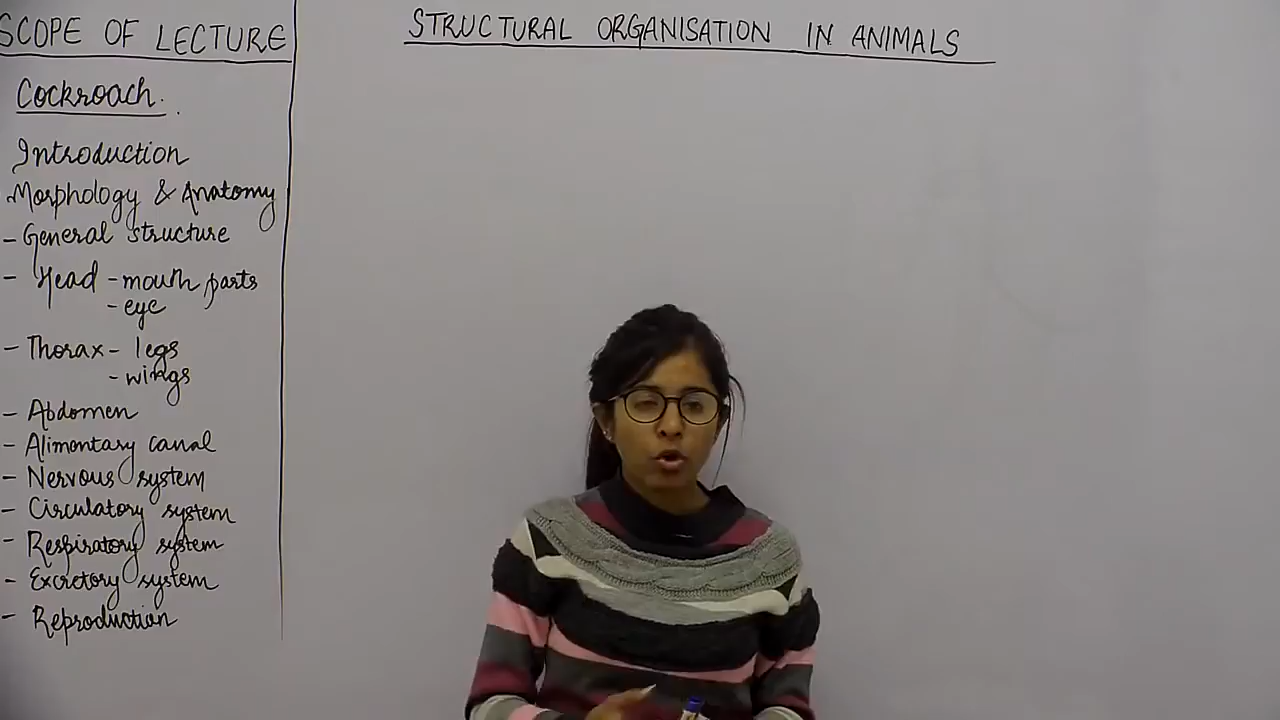 SCOPE OF LECTURE
STRUCTURAL ORGANISATION IN ANIMALS
Cockroach.
Introduction
Morphology & Anatomy
- General structure
- Head - mouth parts
- eye
- Thorax - legs
- wings
- Abdomen
- Alimentary canal
- Nervous system
- Circulatory system
- Respiratory system
- Excretory system
- Reproduction